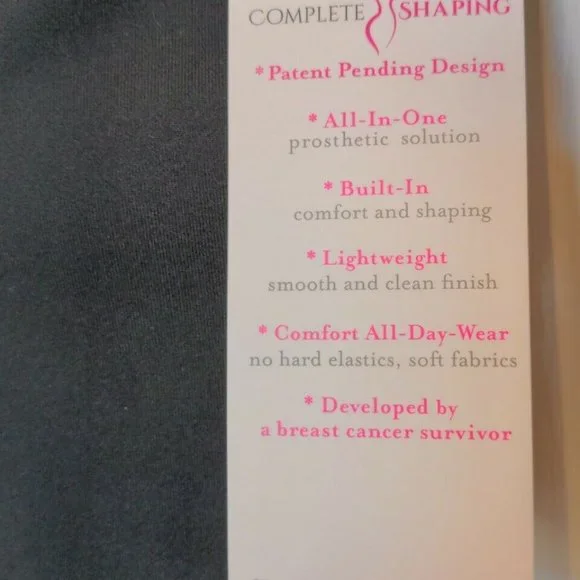 COMPLETE SHAPING
* Patent Pending Design
* All-In-One
prosthetic solution
* Built-In
comfort and shaping
* Lightweight
smooth and clean finish
* Comfort All-Day-Wear
no hard elastics, soft fabrics
* Developed by
a breast cancer survivor